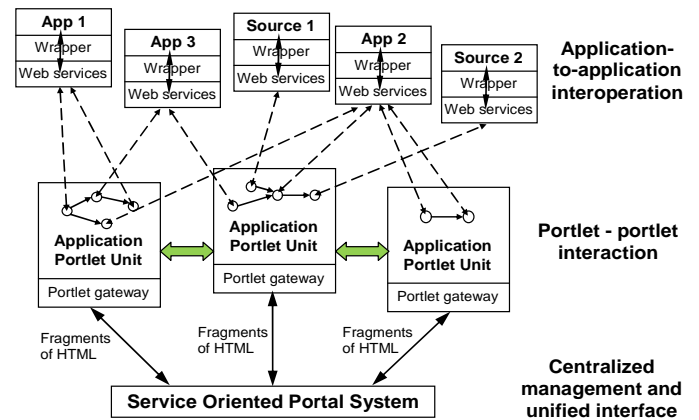 App 1
Wrapper
Web services
App 3
Wrapper
Web services
Source 1
Wrapper
Web services
App 2
Wrapper
Web services
Source 2
Wrapper
Web services
Application-
to-application
interoperation
Application
Portlet Unit
Portlet gateway
Application
Portlet Unit
Portlet gateway
Application
Portlet Unit
Portlet gateway
Portlet - portlet
interaction
Fragments
of HTML
Fragments
of HTML
Fragments
of HTML
Service Oriented Portal System
Centralized
management and
unified interface